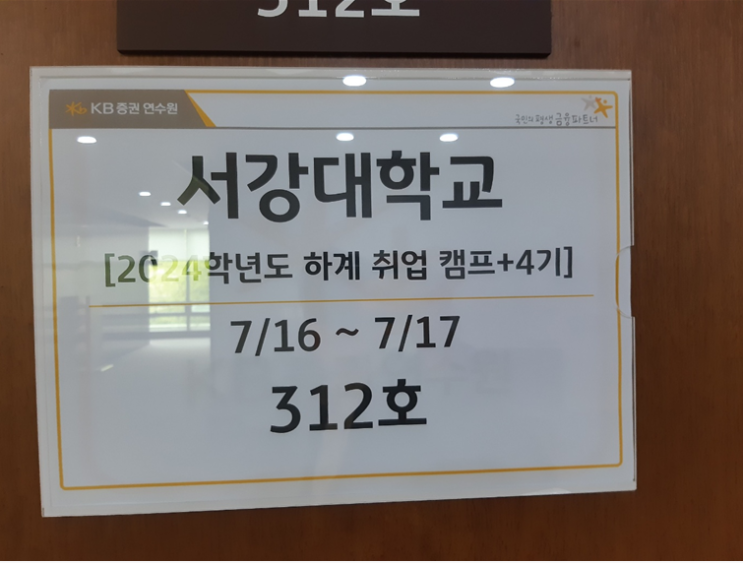 312호
KB증권 연수원
국민의 평생 금융파트너
서강대학교
[2024학년도 하계 취업 캠프+4기]
7/16 ~ 7/17
312호